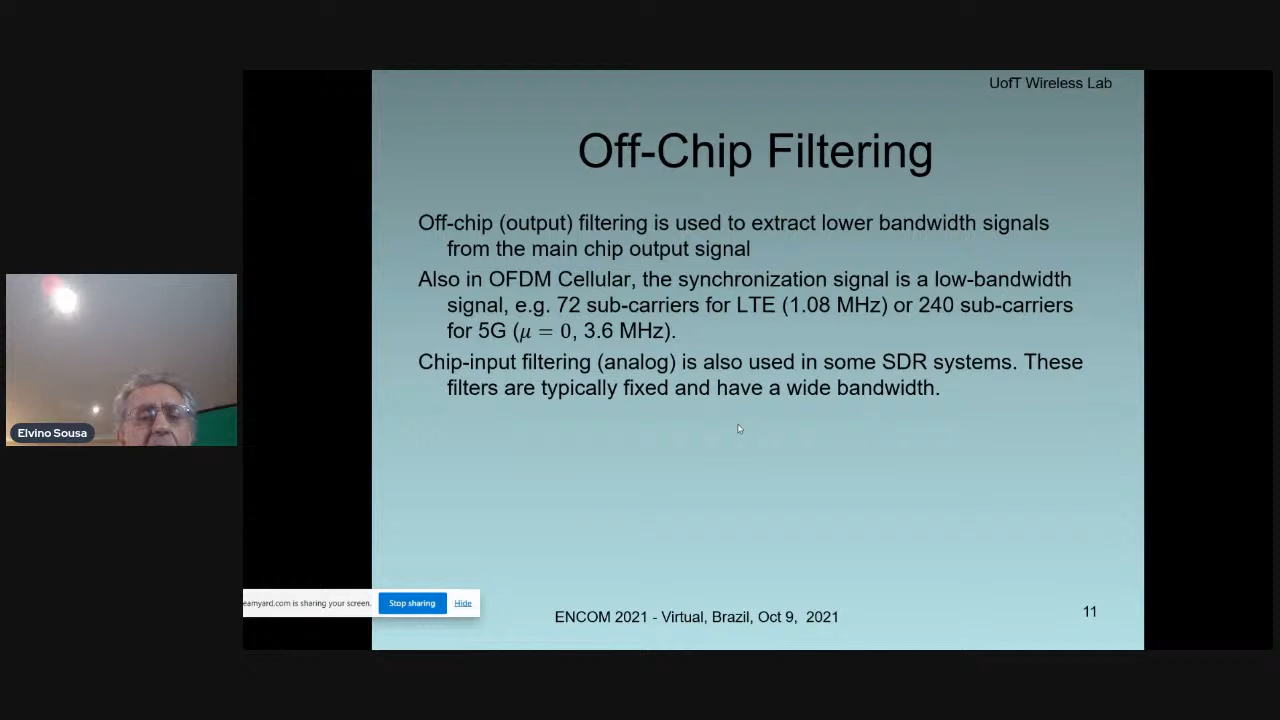 UofT Wireless Lab
Off-Chip Filtering
Off-chip (output) filtering is used to extract lower bandwidth signals
from the main chip output signal
Also in OFDM Cellular, the synchronization signal is a low-bandwidth
signal, e.g. 72 sub-carriers for LTE (1.08 MHz) or 240 sub-carriers
for 5G (μ = 0, 3.6 MHz).
Chip-input filtering (analog) is also used in some SDR systems. These
filters are typically fixed and have a wide bandwidth.
Elvino Sousa
eamyard.com is sharing your screen.
Stop sharing
Hide
ENCOM 2021 - Virtual, Brazil, Oct 9, 2021
11